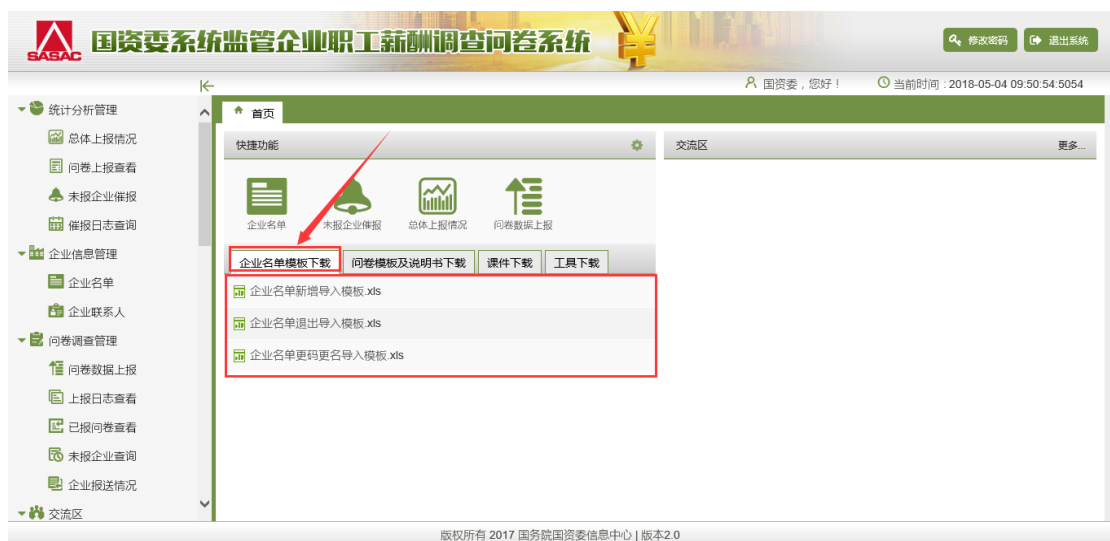 SASAC
国资委系统监管企业职工薪酬调查问卷系统
修改密码
退出系统
国资委，您好！
当前时间：2018-05-04 09:50:54:5054
统计分析管理
总体上报情况
问卷上报查看
未报企业催报
催报日志查询
企业信息管理
企业名单
企业联系人
问卷调查管理
问卷数据上报
上报日志查看
已报问卷查看
未报企业查询
企业报送情况
交流区
首页
快捷功能
企业名单
未报企业催报
总体上报情况
问卷数据上报
企业名单模板下载
问卷模板及说明书下载
课件下载
工具下载
企业名单新增导入模板.xls
企业名单退出导入模板.xls
企业名单更码更名导入模板.xls
交流区
更多...
版权所有 2017 国务院国资委信息中心 | 版本2.0